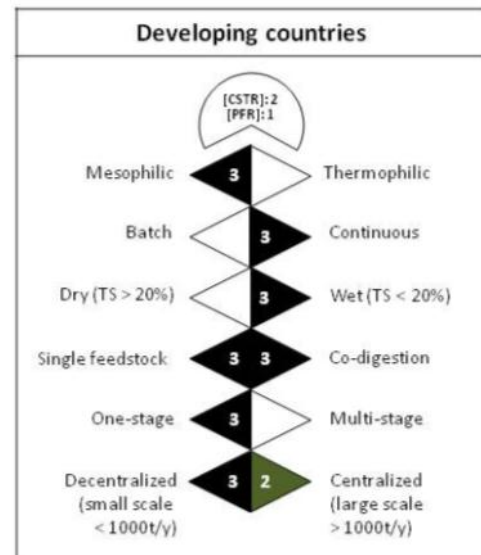 Developing countries
[CSTR]: 2
[PFR]: 1
Mesophilic 3 Thermophilic
Batch 3 Continuous
Dry (TS > 20%) 3 Wet (TS < 20%)
Single feedstock 3 3 Co-digestion
One-stage 3 Multi-stage
Decentralized 3 2 Centralized
(small scale (large scale
< 1000t/y) > 1000t/y)